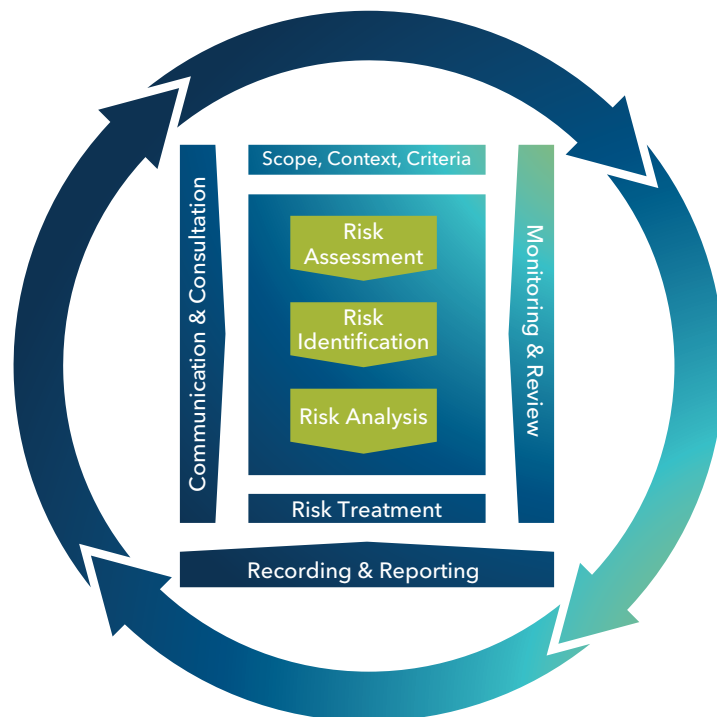 Scope, Context, Criteria
Communication & Consultation
Risk
Assessment
Risk
Identification
Risk Analysis
Monitoring & Review
Risk Treatment
Recording & Reporting